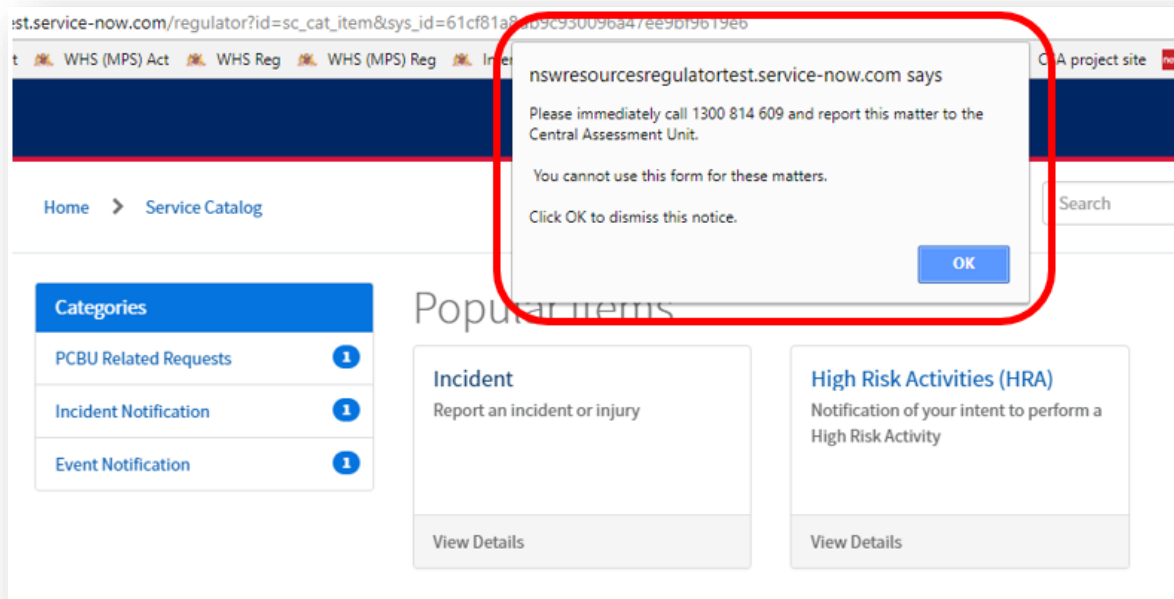 est.service-now.com/regulator?id=sc_cat_item&sys_id=61cf81a8
t WHS (MPS) Act WHS Reg WHS (MPS) Reg project site
nswresourcesregulatortest.service-now.com says
Please immediately call 1300 814 609 and report this matter to the
Central Assessment Unit.
You cannot use this form for these matters.
Click OK to dismiss this notice.
OK
Home > Service Catalog
Search
Categories
PCBU Related Requests 1
Incident Notification 1
Event Notification 1
Popular Items
Incident
Report an incident or injury
View Details
High Risk Activities (HRA)
Notification of your intent to perform a
High Risk Activity
View Details